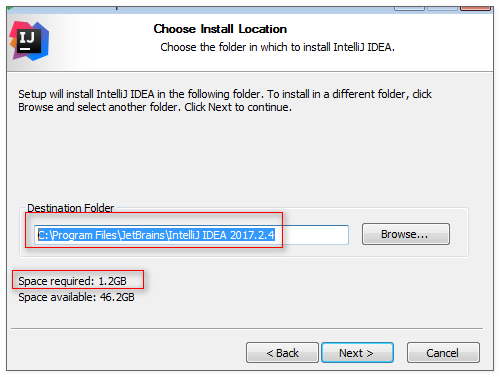 IJ
Choose Install Location
Choose the folder in which to install IntelliJ IDEA.
Setup will install IntelliJ IDEA in the following folder. To install in a different folder, click
Browse and select another folder. Click Next to continue.
Destination Folder
C:\Program Files\JetBrains\IntelliJ IDEA 2017.2.4
Browse...
Space required: 1.2GB
Space available: 46.2GB
< Back
Next >
Cancel